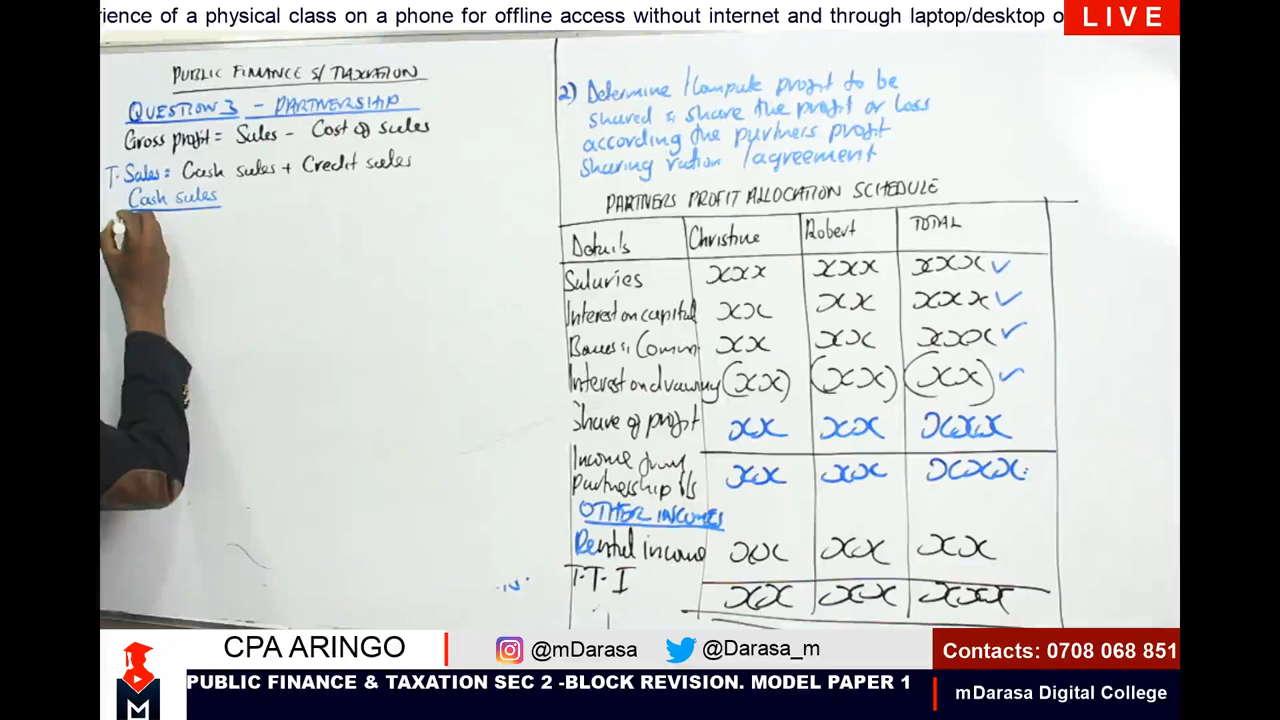 rience of a physical class on a phone for offline access without internet and through laptop/desktop o
LIVE
PUBLIC FINANCE S/ TAXATION
QUESTION 3 - PARTNERSHIP
Gross profit = Sales - Cost of sales
T. Sales = Cash sales + Credit sales
Cash sales
2) Determine /Compute profit to be
shared & share the profit or loss
according the partners profit
sharing ration /agreement
PARTNERS PROFIT ALLOCATION SCHEDULE
Details Christine Robert TOTAL
Salaries xxx xxx xxx ✓
Interest on capital xx xx xxx ✓
xx xx xxx ✓
Interest on drawing (xx) (xx) (xx) ✓
Share of profit xx xx xxx
Income from
Partnership xx xx xxx
OTHER INCOMES
Rental income xx xx xx
T.T.I xx xx xxx
CPA ARINGO
@mDarasa
@Darasa_m
Contacts: 0708 068 851
PUBLIC FINANCE & TAXATION SEC 2 -BLOCK REVISION. MODEL PAPER 1
mDarasa Digital College